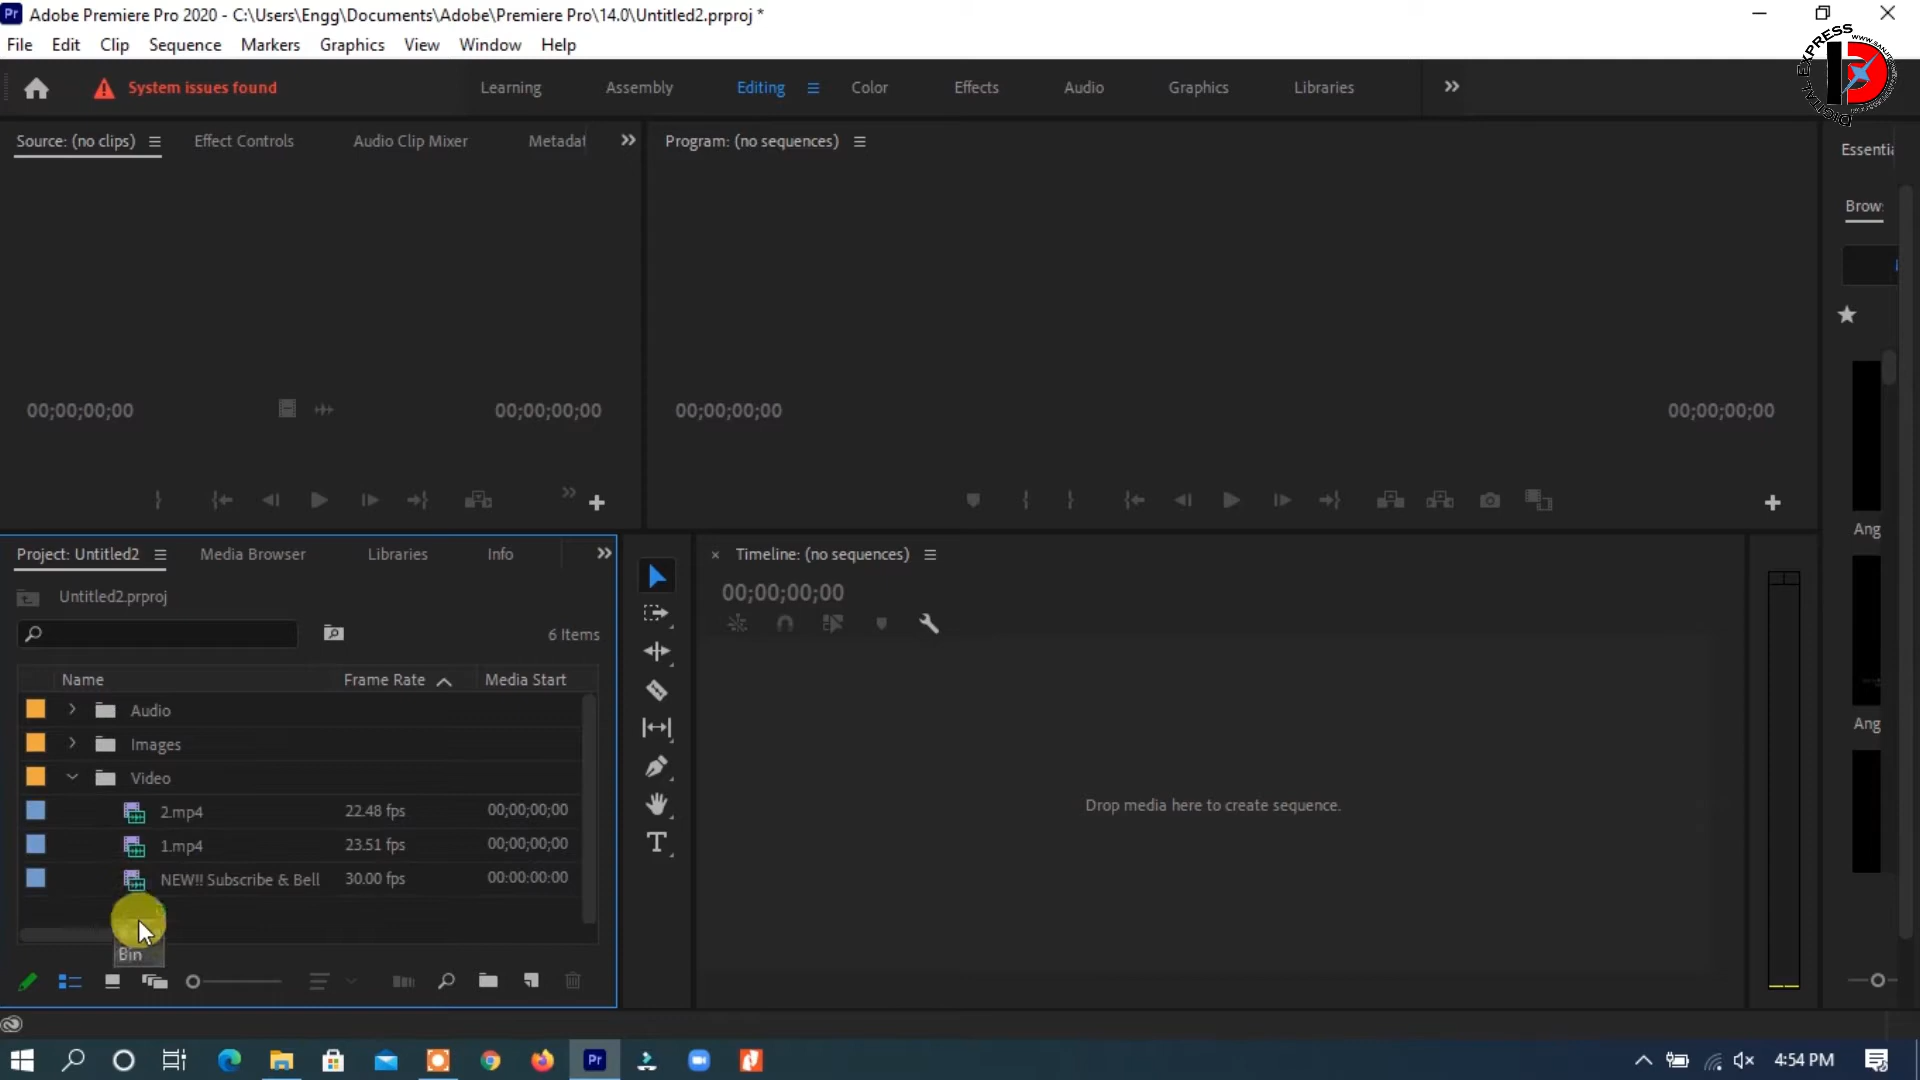 Pr Adobe Premiere Pro 2020 - C:\Users\Engg\Documents\Adobe\Premiere Pro\14.0\Untitled2.prproj *
File Edit Clip Sequence Markers Graphics View Window Help
DIGITAL EXPRESS
System issues found Learning Assembly Editing Color Effects Audio Graphics Libraries
Source: (no clips) Effect Controls Audio Clip Mixer Metadat
Program: (no sequences)
Essentia
Brow
00;00;00;00 00;00;00;00 00;00;00;00 00;00;00;00
Ang
Project: Untitled2 Media Browser Libraries Info
Timeline: (no sequences)
00;00;00;00
Untitled2.prproj
6 Items
Name Frame Rate Media Start
Audio
Images
Ang
Video
2.mp4 22.48 fps 00;00;00;00
1.mp4 23.51 fps 00;00;00;00
NEW!! Subscribe & Bell 30.00 fps 00:00:00:00
Bin
T
Drop media here to create sequence.
Pr
4:54 PM